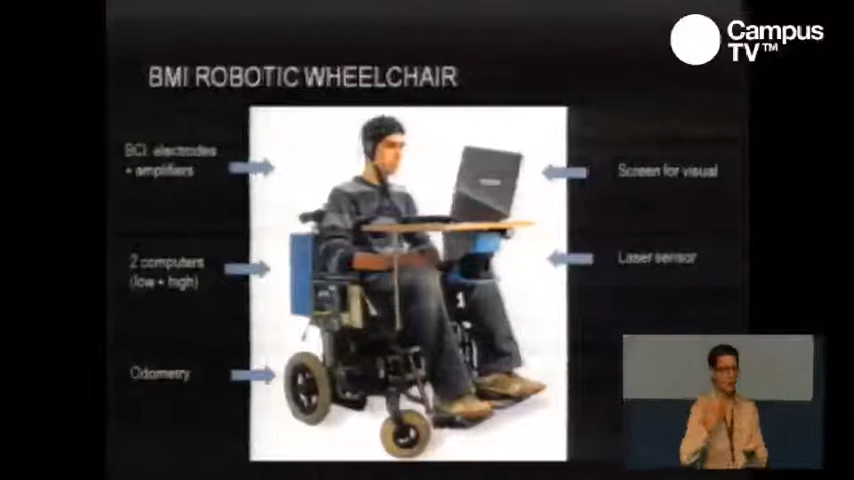 Campus
TV™
BMI ROBOTIC WHEELCHAIR
BCI: electrodes
+ amplifiers
Screen for visual
2 computers
(low + high)
Laser sensor
Odometry